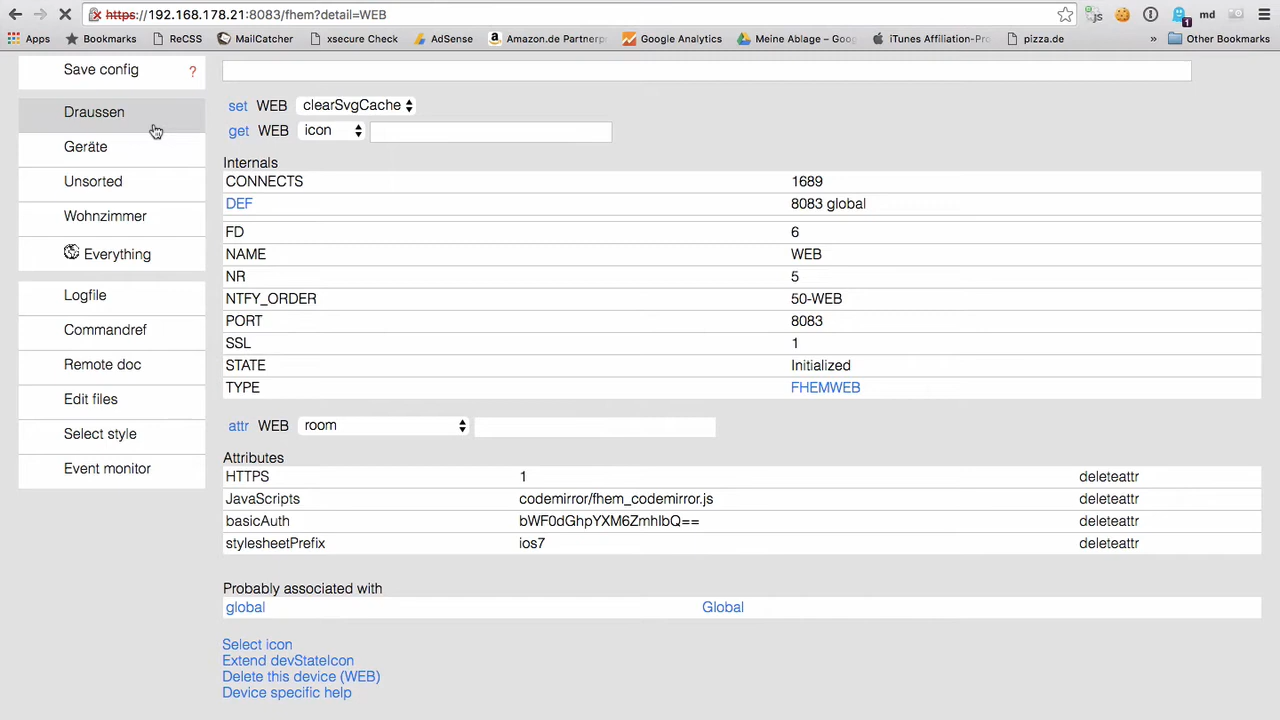 https://192.168.178.21:8083/fhem?detail=WEB
js 1 md
Apps Bookmarks ReCSS MailCatcher xsecure Check AdSense Amazon.de Partnerp Google Analyti Meine Ablage – Goog iTunes Affiliation-Pro pizza.de » Other Bookmarks
Save config ?
Draussen
Geräte
Unsorted
Wohnzimmer
Everything
Logfile
Commandref
Remote doc
Edit files
Select style
Event monitor
set WEB clearSvgCache
get WEB icon
Internals
CONNECTS 1689
DEF 8083 global
FD 6
NAME WEB
NR 5
NTFY_ORDER 50-WEB
PORT 8083
SSL 1
STATE Initialized
TYPE FHEMWEB
attr WEB room
Attributes
HTTPS 1 deleteattr
JavaScripts codemirror/fhem_codemirror.js deleteattr
basicAuth bWF0dGhpYXM6ZmhlbQ== deleteattr
stylesheetPrefix ios7 deleteattr
Probably associated with
global Global
Select icon
Extend devStateIcon
Delete this device (WEB)
Device specific help